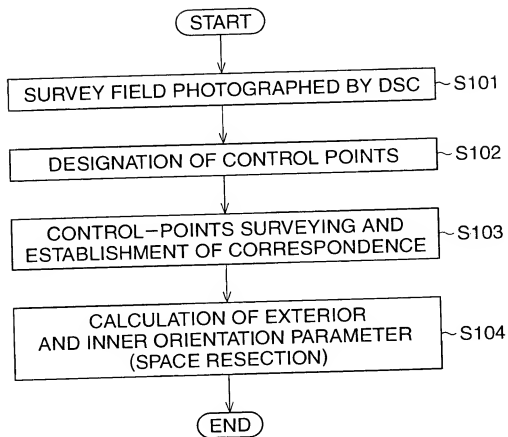 START
SURVEY FIELD PHOTOGRAPHED BY DSC
S101
DESIGNATION OF CONTROL POINTS
S102
CONTROL-POINTS SURVEYING AND
ESTABLISHMENT OF CORRESPONDENCE
S103
CALCULATION OF EXTERIOR
AND INNER ORIENTATION PARAMETER
(SPACE RESECTION)
S104
END